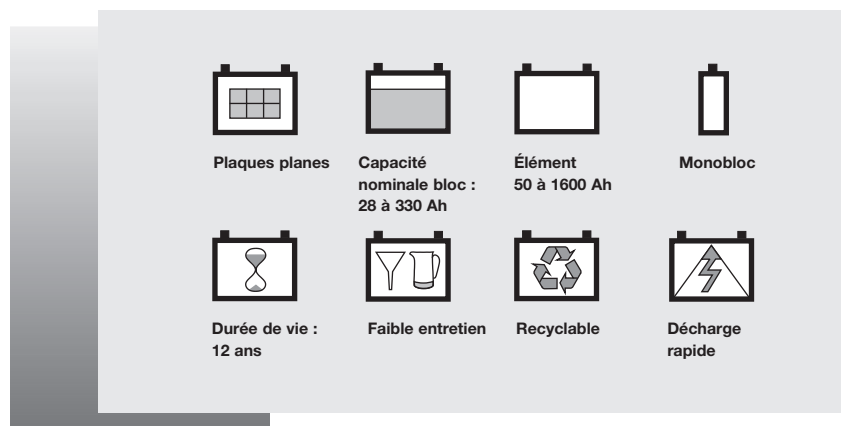 Plaques planes
Capacité
nominale bloc :
28 à 330 Ah
Élément
50 à 1600 Ah
Monobloc
Durée de vie :
12 ans
Faible entretien
Recyclable
Décharge
rapide